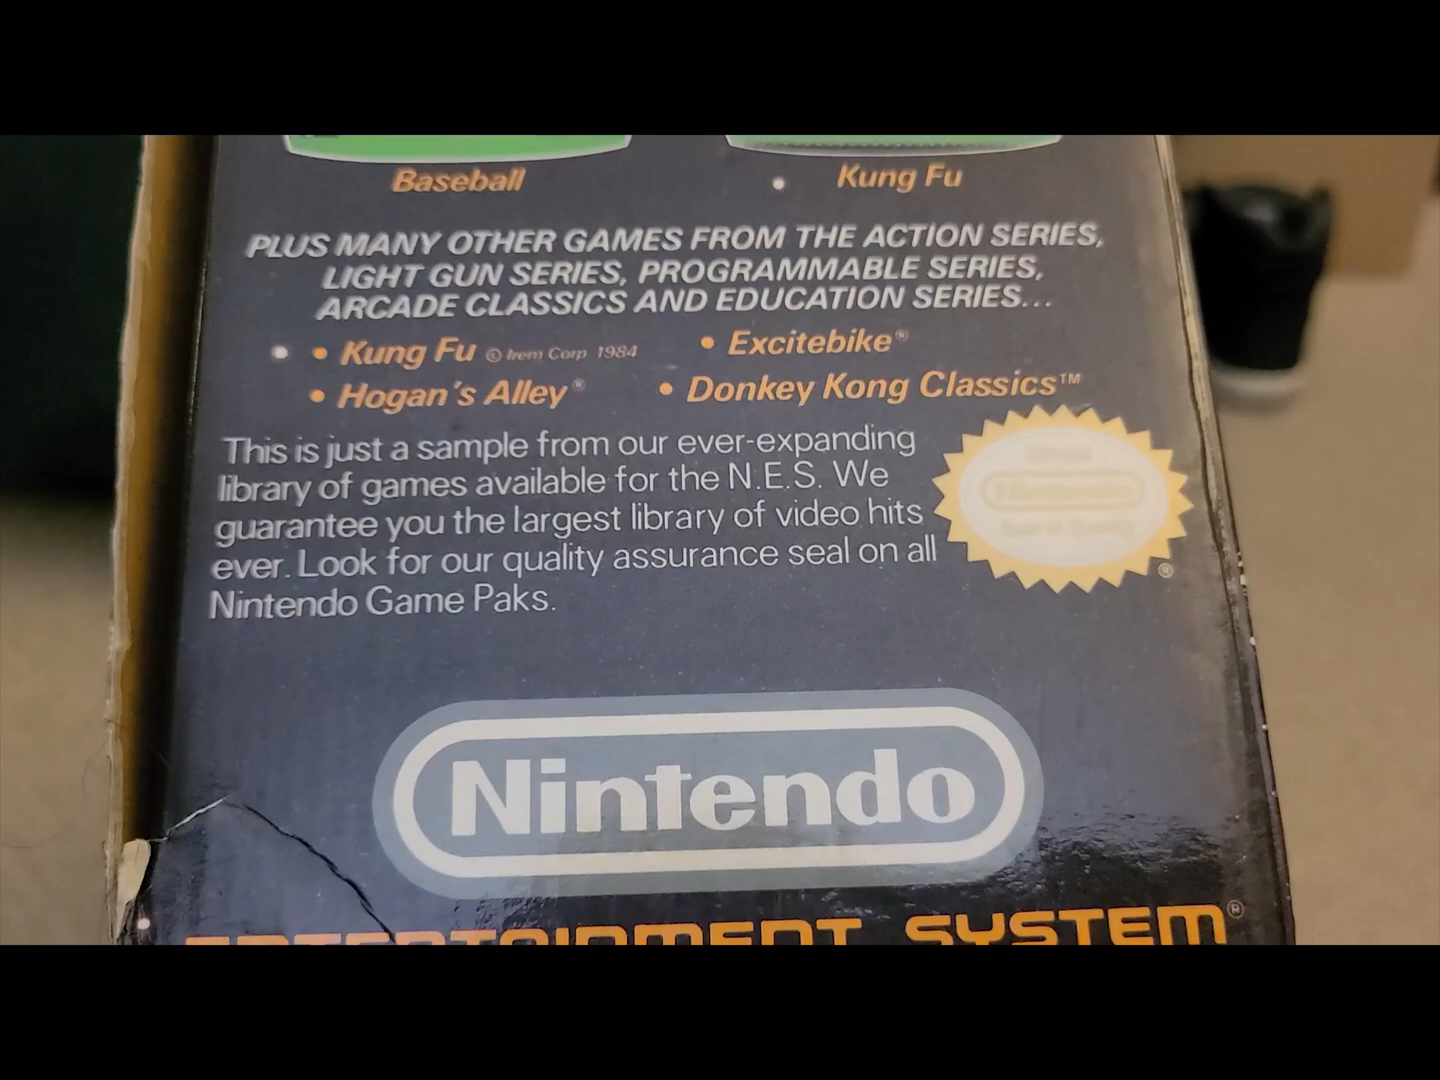 Baseball
Kung Fu
PLUS MANY OTHER GAMES FROM THE ACTION SERIES,
LIGHT GUN SERIES, PROGRAMMABLE SERIES,
ARCADE CLASSICS AND EDUCATION SERIES...
• Kung Fu © Irem Corp 1984
• Excitebike®
• Hogan's Alley®
• Donkey Kong Classics™
This is just a sample from our ever-expanding
library of games available for the N.E.S. We
guarantee you the largest library of video hits
ever. Look for our quality assurance seal on all
Nintendo Game Paks.
Nintendo
®
Nintendo
ENTERTAINMENT SYSTEM®